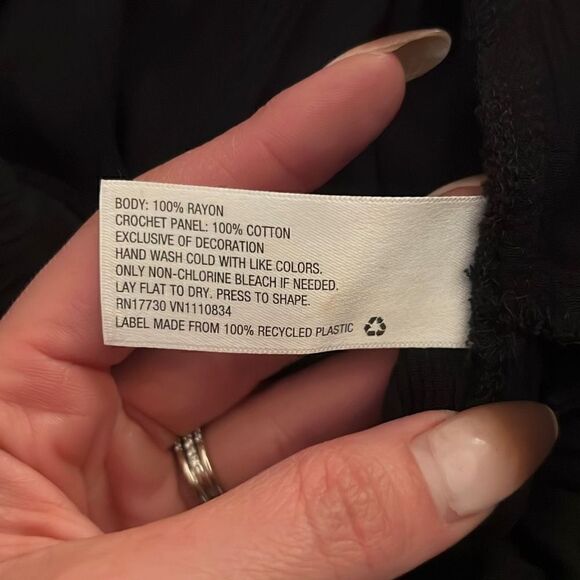 BODY: 100% RAYON
CROCHET PANEL: 100% COTTON
EXCLUSIVE OF DECORATION
HAND WASH COLD WITH LIKE COLORS.
ONLY NON-CHLORINE BLEACH IF NEEDED.
LAY FLAT TO DRY. PRESS TO SHAPE.
RN17730 VN1110834
LABEL MADE FROM 100% RECYCLED PLASTIC